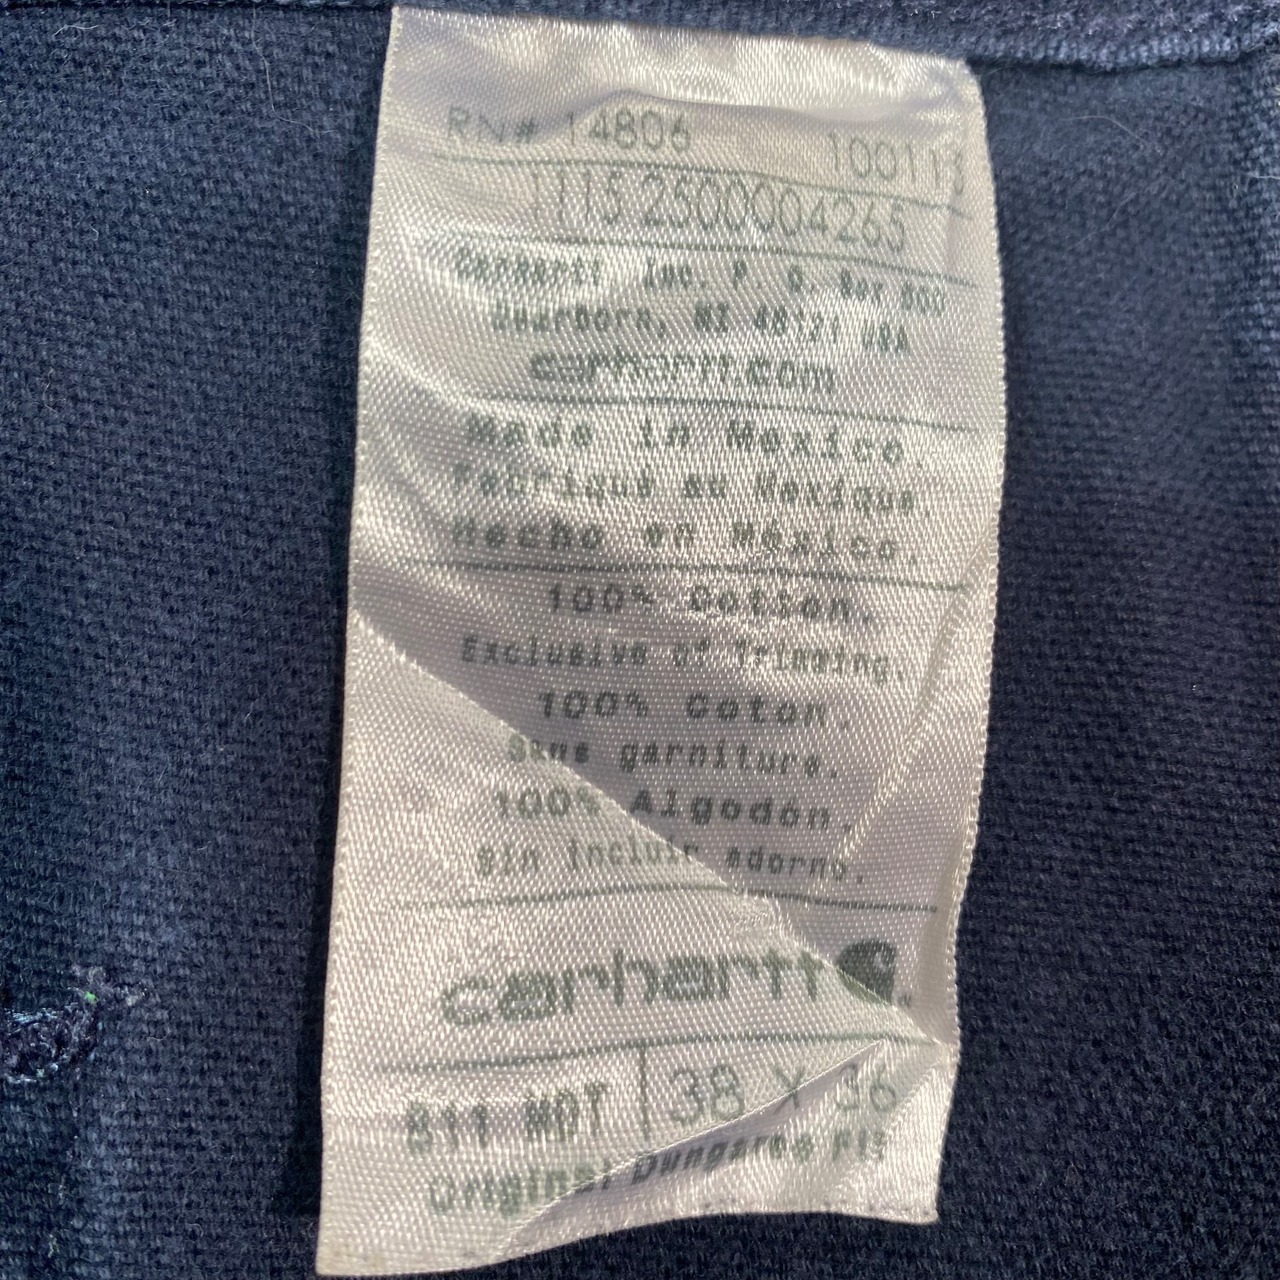 RN# 14806 100113
1115 2500004265
Carhartt Inc. P O Box 600
Dearborn, MI 48121 USA
carhartt.com
Made in Mexico.
Fabriqué au Mexique
Hecho en México.
100% Cotton.
Exclusive of Trimming.
100% Coton.
Sans garniture.
100% Algodón.
sin incluir adorno.
carhartt
MDT 38 X 36
Original Dungaree Fit